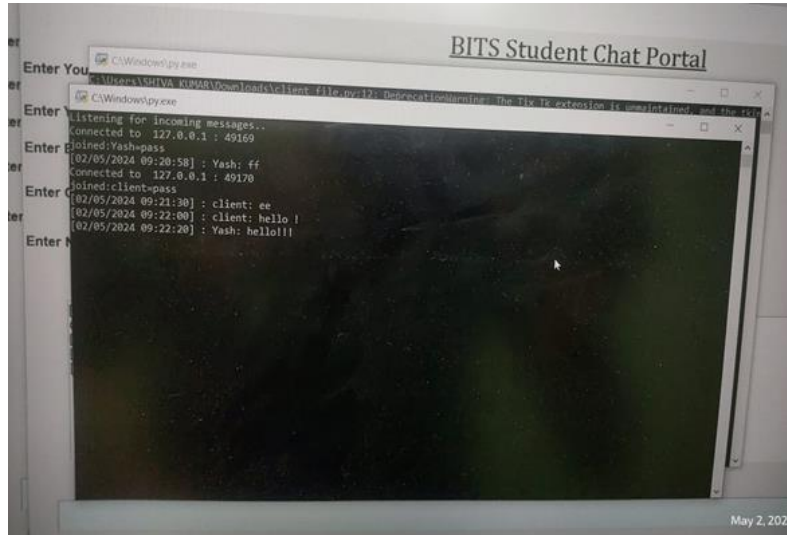 BITS Student Chat Portal
Enter You
C:\Windows\py.exe
C:\Users\SHIVA KUMAR\Downloads\client file.py:12: DeprecationWarning: The Tix Tk extension is unmaintained, and the
C:\Windows\py.exe
Listening for incoming messages..
Connected to 127.0.0.1 : 49169
joined:Yash=pass
[02/05/2024 09:20:58] : Yash: ff
Connected to 127.0.0.1 : 49170
joined:client=pass
[02/05/2024 09:21:30] : client: ee
[02/05/2024 09:22:00] : client: hello !
[02/05/2024 09:22:20] : Yash: hello!!!
Enter
Enter
Enter
Enter
May 2, 202